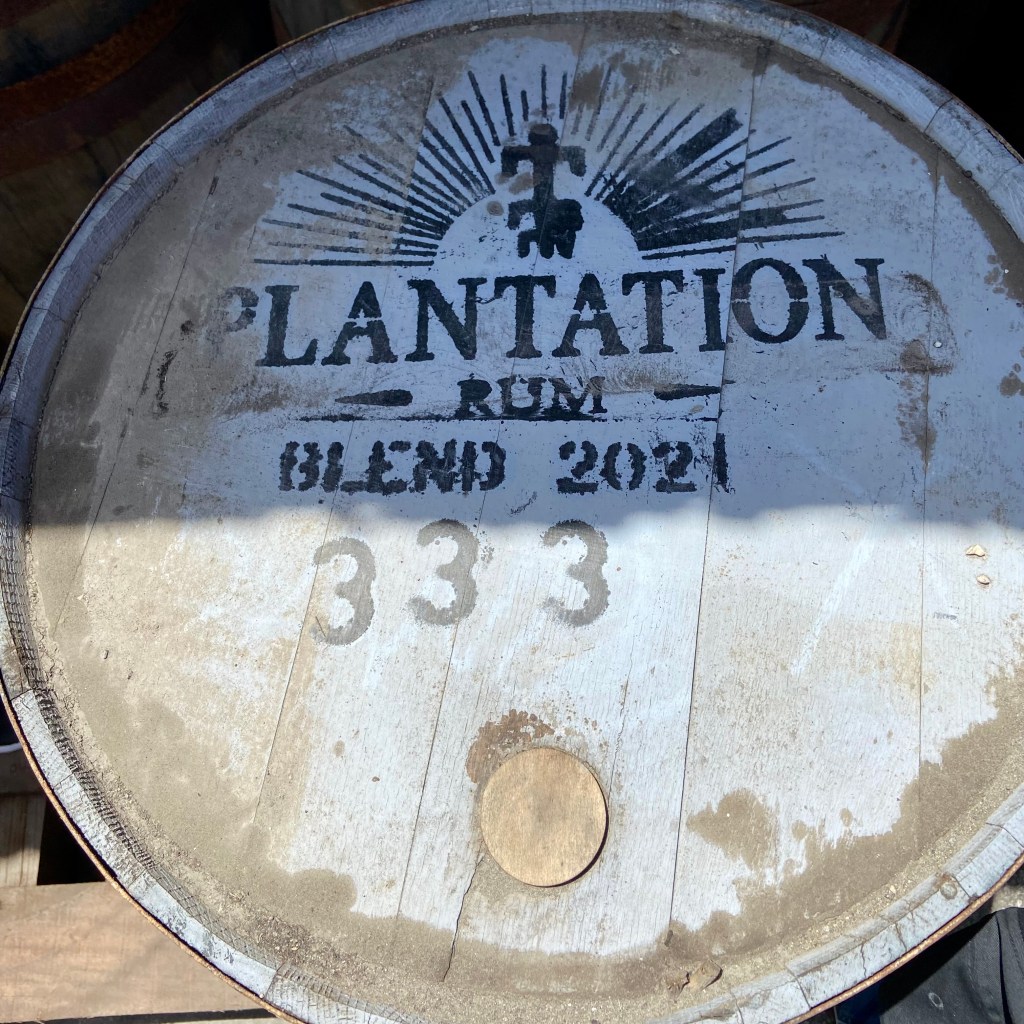 PLANTATION
RUM
BLEND 2021
333